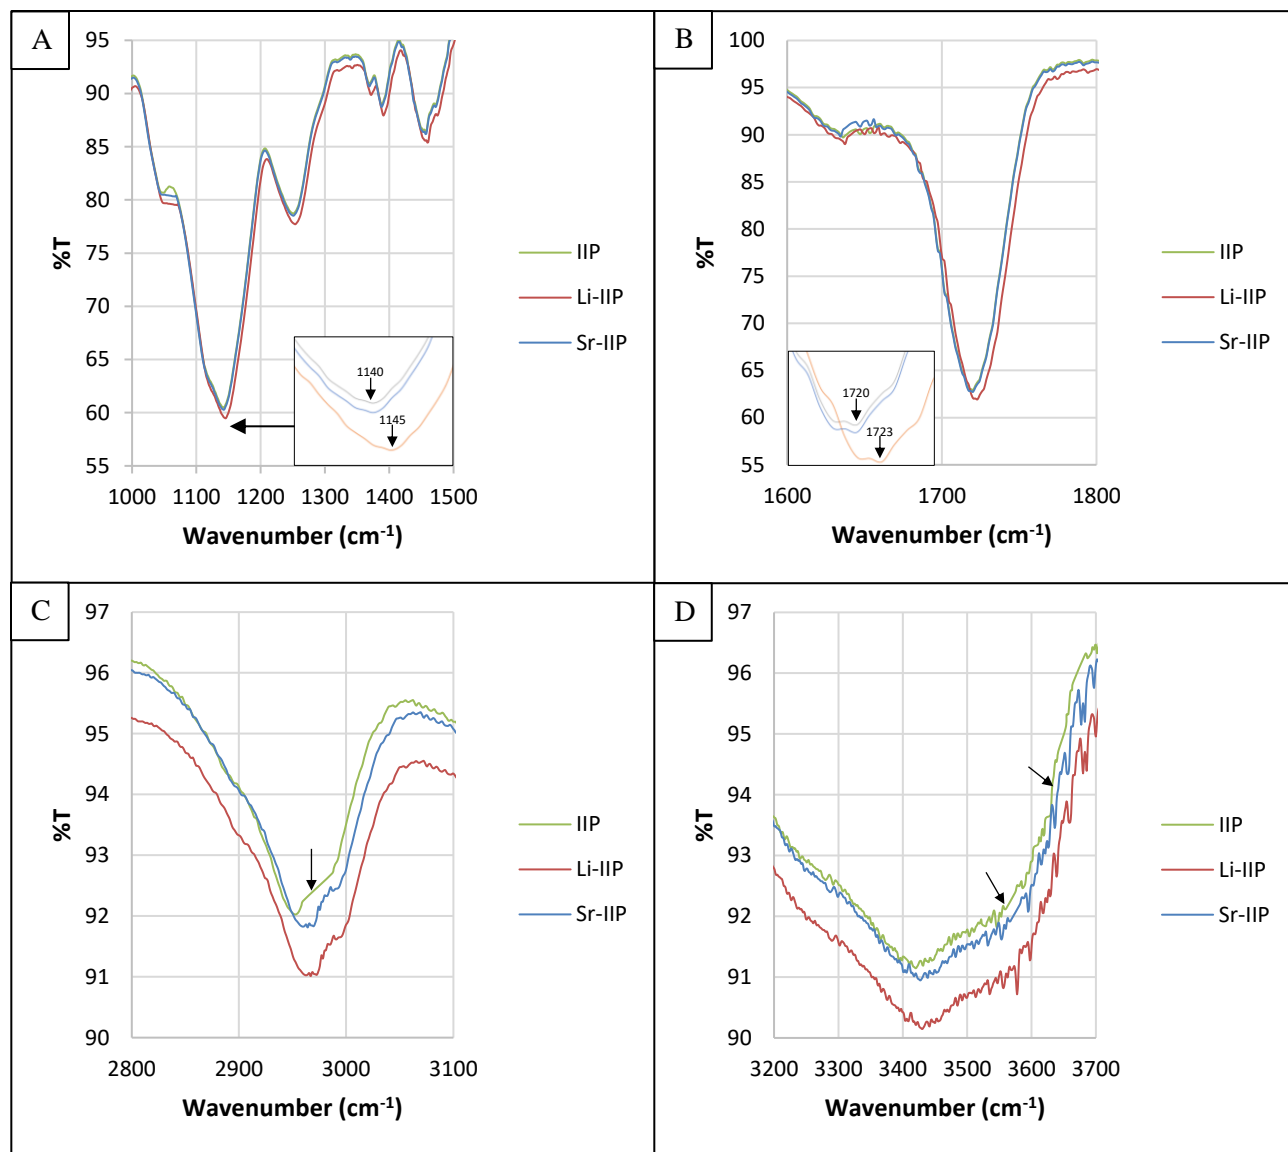 A
95
90
85
80
75
70
65
60
55
%T
1000 1100 1200 1300 1400 1500
Wavenumber (cm-1)
IIP
Li-IIP
Sr-IIP
1140
1145
B
100
95
90
85
80
75
70
65
60
55
%T
1600 1700 1800
Wavenumber (cm-1)
IIP
Li-IIP
Sr-IIP
1720
1723
C
97
96
95
94
93
92
91
90
%T
2800 2900 3000 3100
Wavenumber (cm-1)
IIP
Li-IIP
Sr-IIP
D
97
96
95
94
93
92
91
90
%T
3200 3300 3400 3500 3600 3700
Wavenumber (cm-1)
IIP
Li-IIP
Sr-IIP